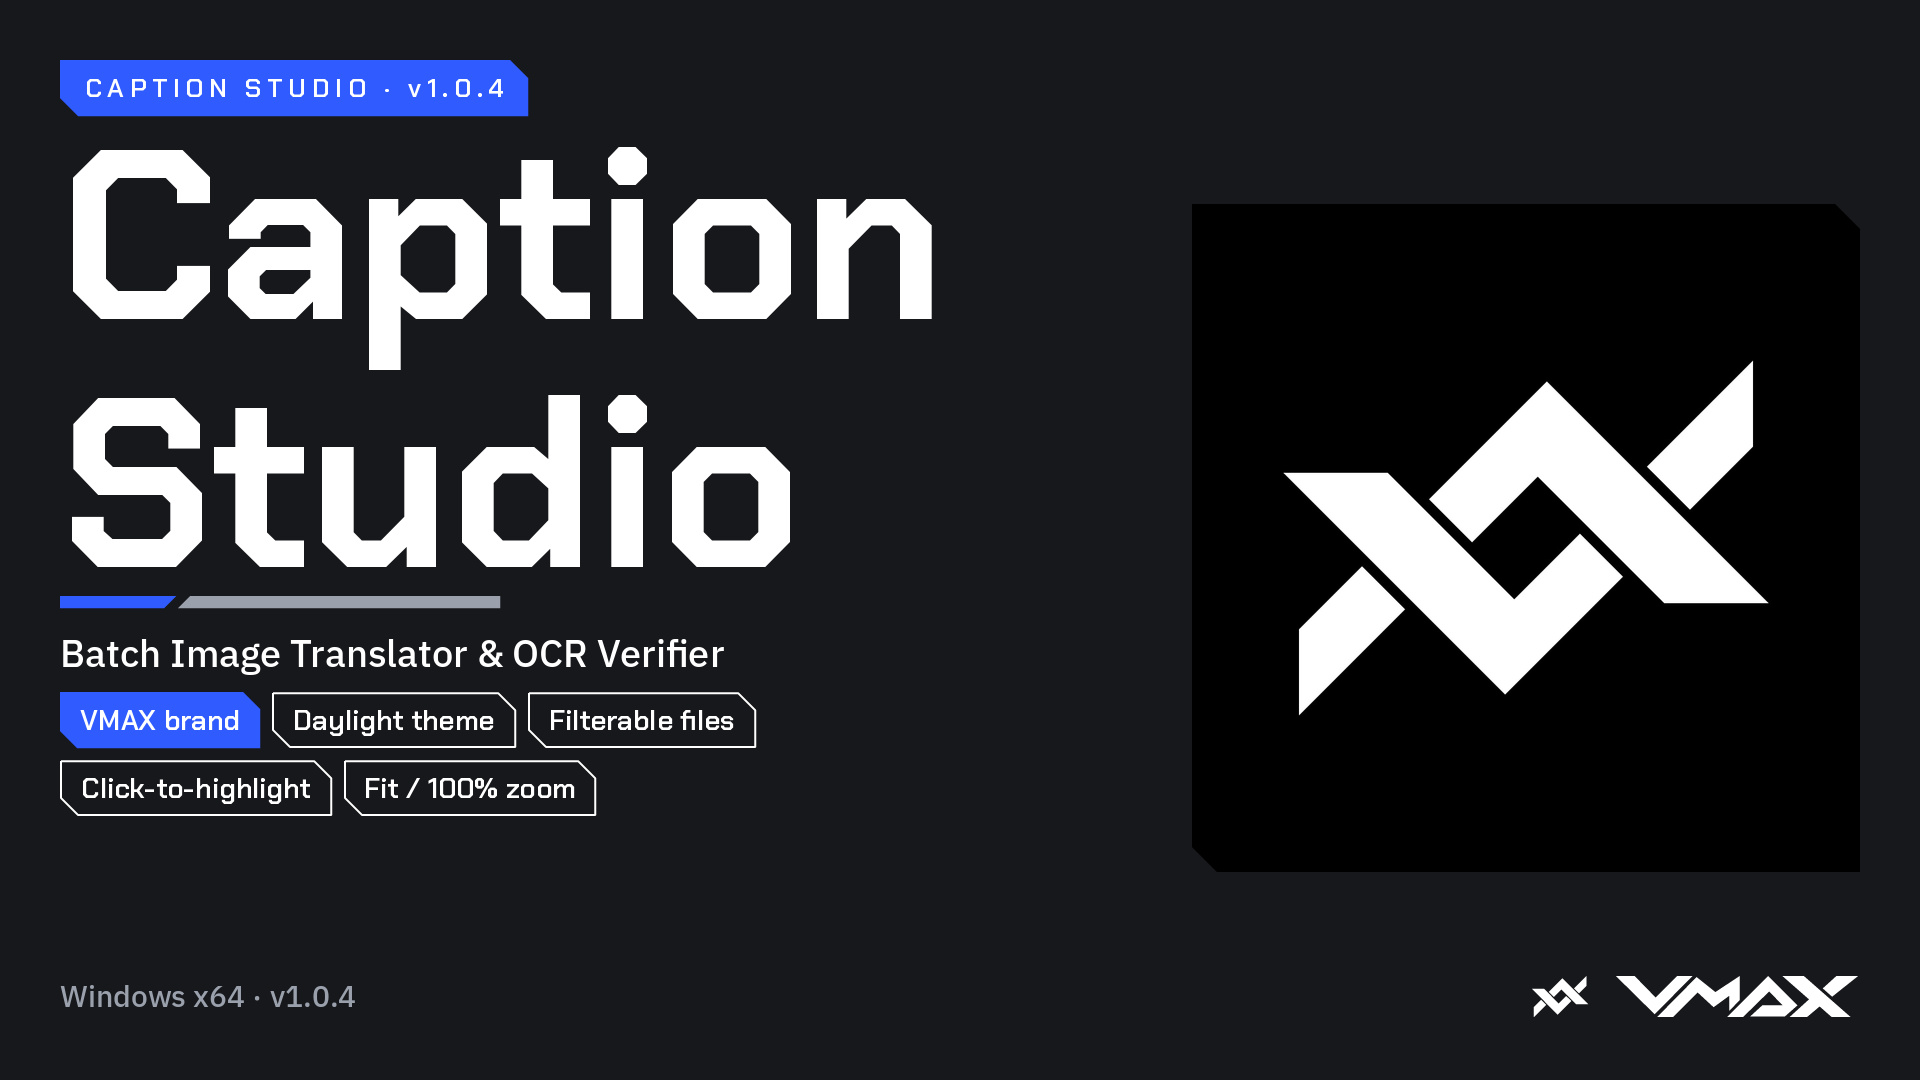 CAPTION STUDIO · v1.0.4
Caption
Studio
Batch Image Translator & OCR Verifier
VMAX brand
Daylight theme
Filterable files
Click-to-highlight
Fit / 100% zoom
Windows x64 · v1.0.4
VMAX